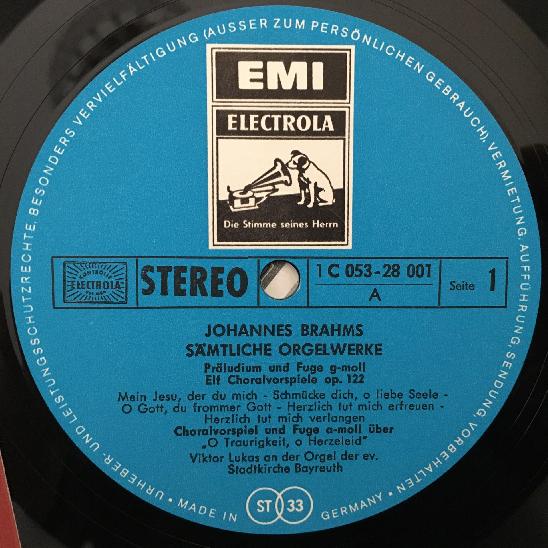 URHEBER- UND LEISTUNGSSCHUTZRECHTE, BESONDERS VERVIELFÄLTIGUNG (AUSSER ZUM PERSÖNLICHEN GEBRAUCH), VERMIETUNG, AUFFÜHRUNG, SENDUNG, VORBEHALTEN
EMI
ELECTROLA
Die Stimme seines Herrn
ELECTROLA
STEREO
1 C 053-28 001
A
Seite 1
JOHANNES BRAHMS
SÄMTLICHE ORGELWERKE
Präludium und Fuge g-moll
Elf Choralvorspiele op. 122
Mein Jesu, der du mich - Schmücke dich, o liebe Seele -
O Gott, du frommer Gott - Herzlich tut mich erfreuen -
Herzlich tut mich verlangen
Choralvorspiel und Fuge a-moll über
„O Traurigkeit, o Herzeleid"
Viktor Lukas an der Orgel der ev.
Stadtkirche Bayreuth
• MADE IN ST 33 GERMANY •